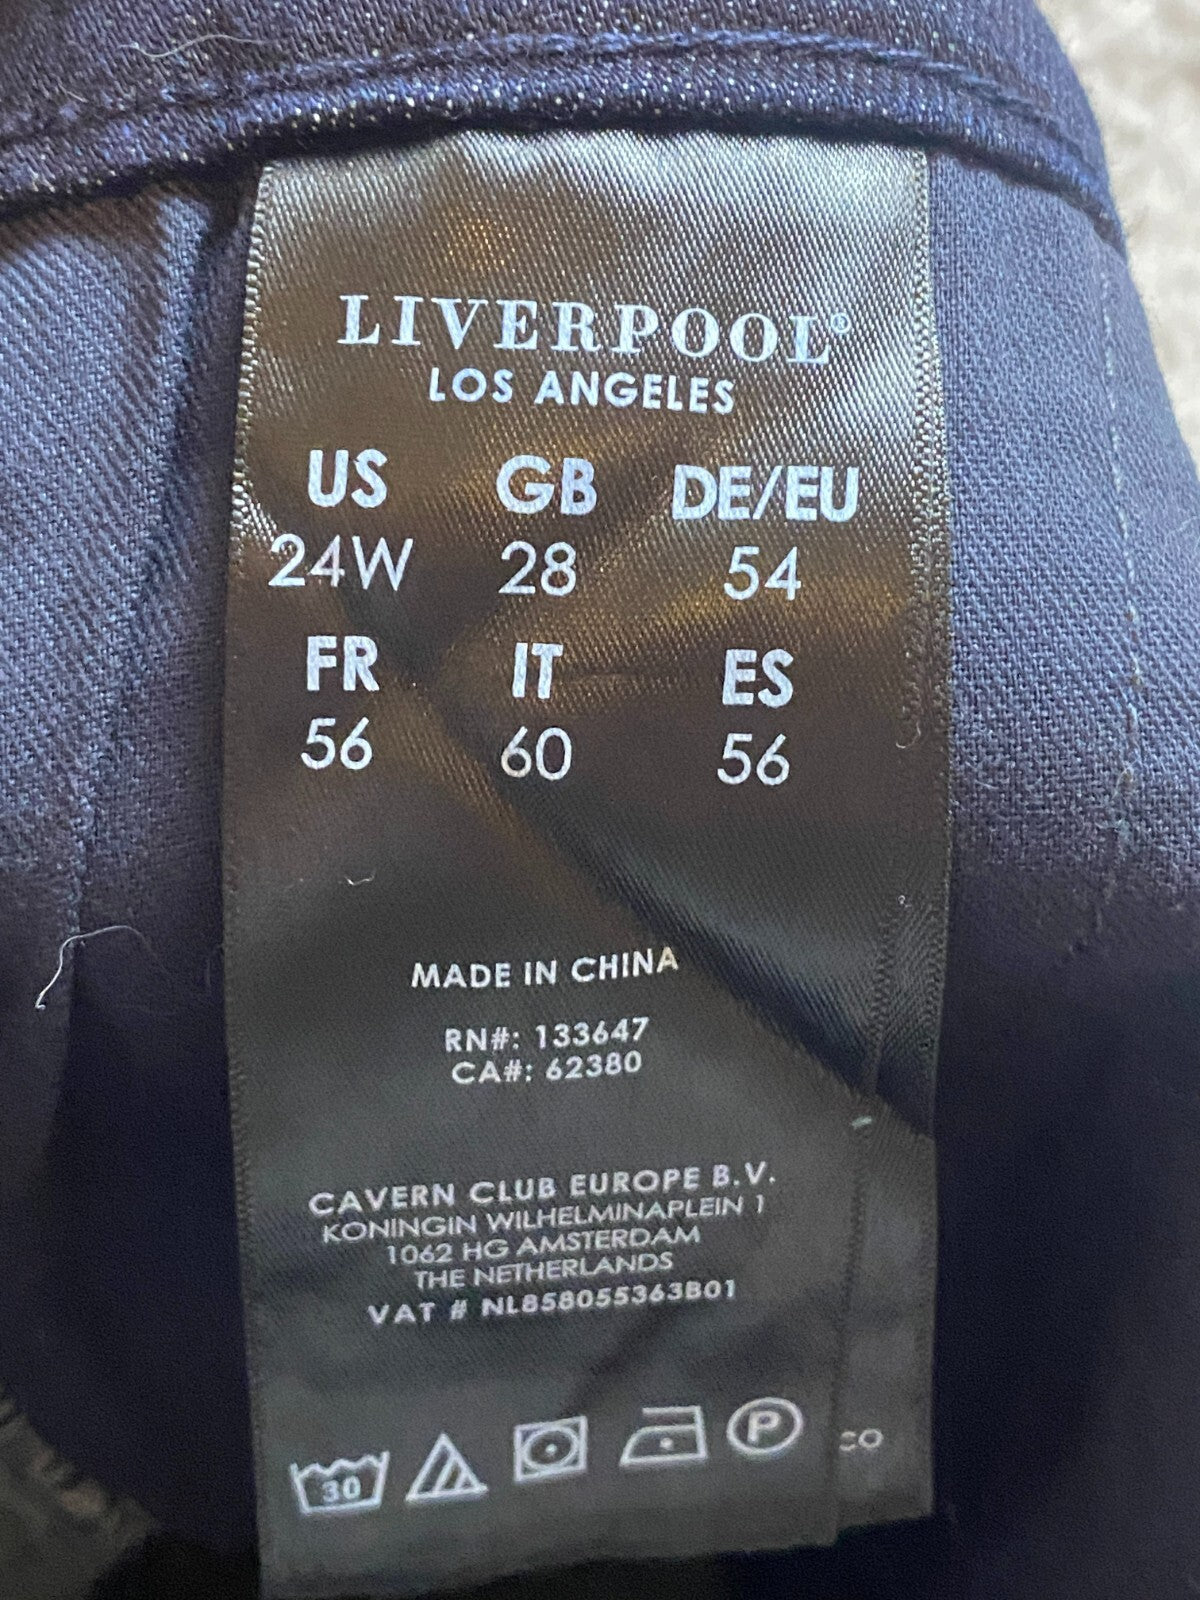 LIVERPOOL®
LOS ANGELES
US GB DE/EU
24W 28 54
FR IT ES
56 60 56
MADE IN CHINA
RN#: 133647
CA#: 62380
CAVERN CLUB EUROPE B.V.
KONINGIN WILHELMINAPLEIN 1
1062 HG AMSTERDAM
THE NETHERLANDS
VAT # NL858055363B01
30 P